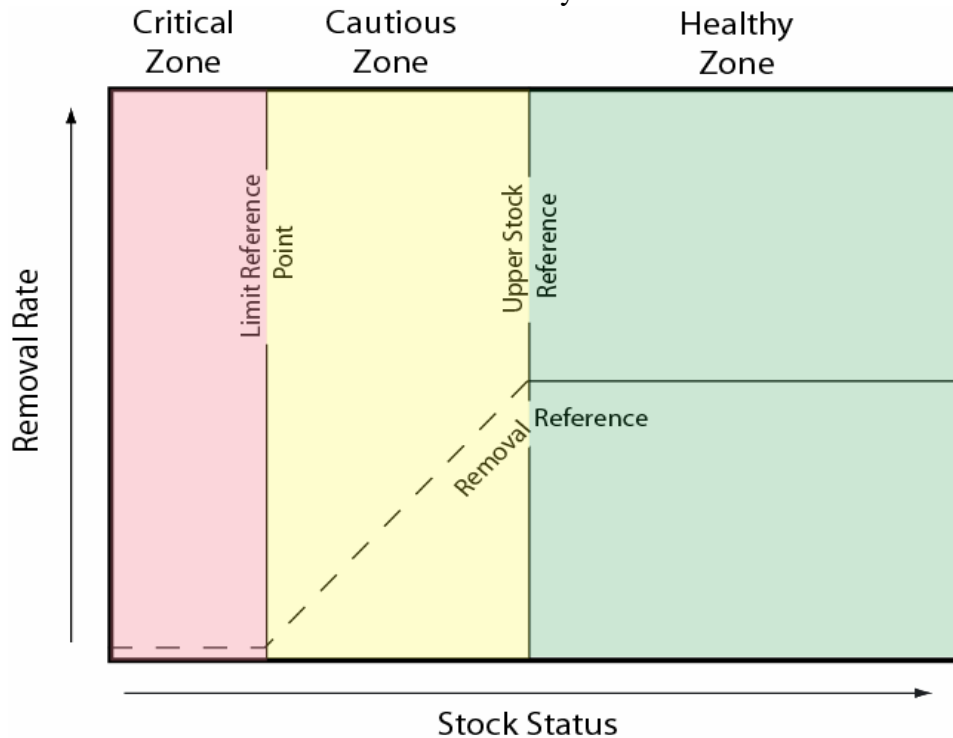 Critical
Zone
Cautious
Zone
Healthy
Zone
Limit Reference
Point
Upper Stock
Reference
Removal Rate
Removal Reference
Stock Status